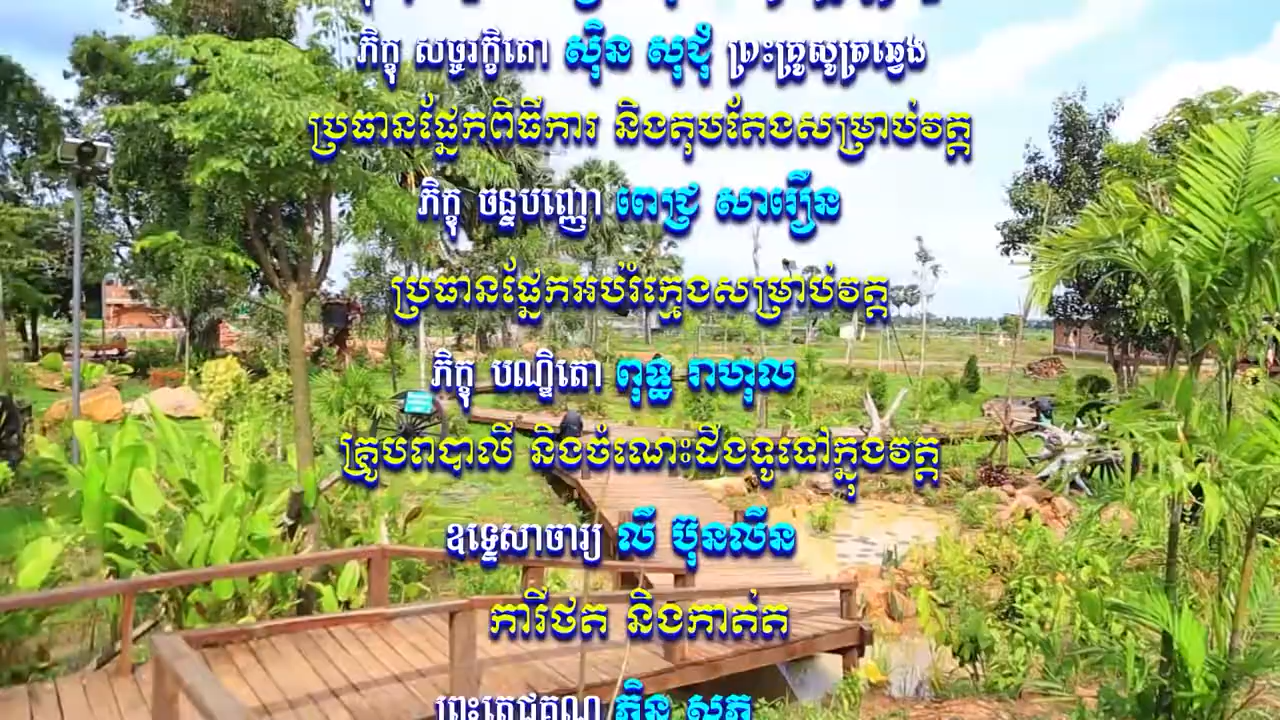 ភិក្ខុ សច្ចរក្ខិតោ ស៊ិន សុជុំ ព្រះគ្រូសូត្រឆ្វេង
ប្រធានផ្នែកពិធីការ និងតុបតែងសម្រាប់វត្ត
ភិក្ខុ ចន្ទបញ្ញោ ពេជ្រ សារឿន
ប្រធានផ្នែកអប់រំក្មេងសម្រាប់វត្ត
ភិក្ខុ បណ្ឌិតោ ពុទ្ធ រាហុល
គ្រូបរបាលី និងចំណេះដឹងទូទៅក្នុងវត្ត
ឧទ្ទេសាចារ្យ លី ប៊ុនលីន
ការីថត និងកាត់ត
ព្រះតេជគុណ